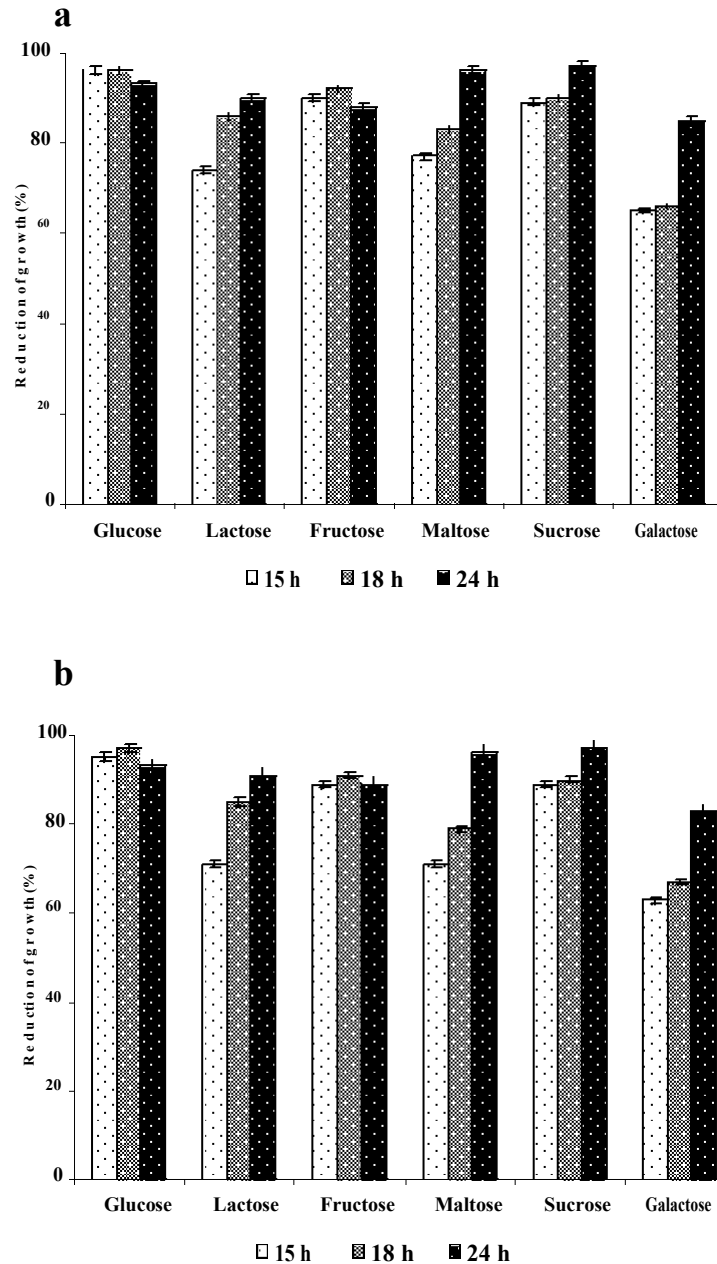 a
100
80
60
40
20
0
Reduction of growth (%)
Glucose Lactose Fructose Maltose Sucrose Galactose
15 h 18 h 24 h
b
100
80
60
40
20
0
Reduction of growth (%)
Glucose Lactose Fructose Maltose Sucrose Galactose
15 h 18 h 24 h